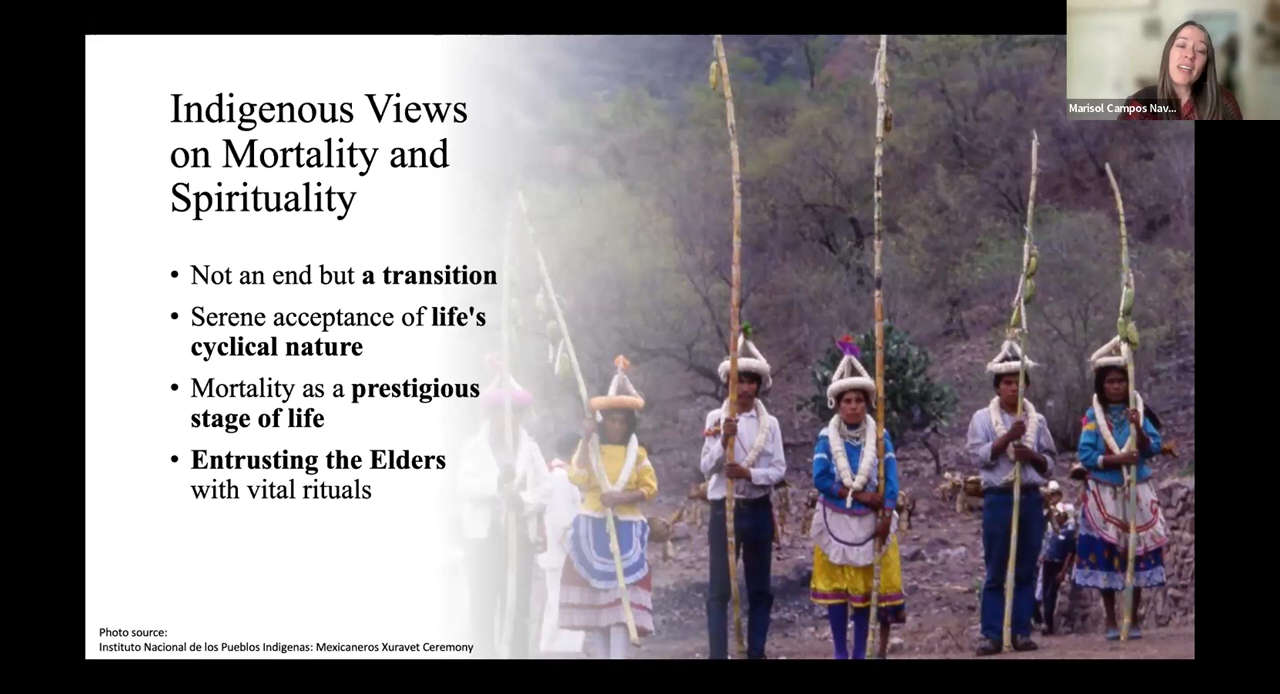 Indigenous Views
on Mortality and
Spirituality
• Not an end but a transition
• Serene acceptance of life's
cyclical nature
• Mortality as a prestigious
stage of life
• Entrusting the Elders
with vital rituals
Photo source:
Instituto Nacional de los Pueblos Indigenas: Mexicaneros Xuravet Ceremony
Marisol Campos Nav...